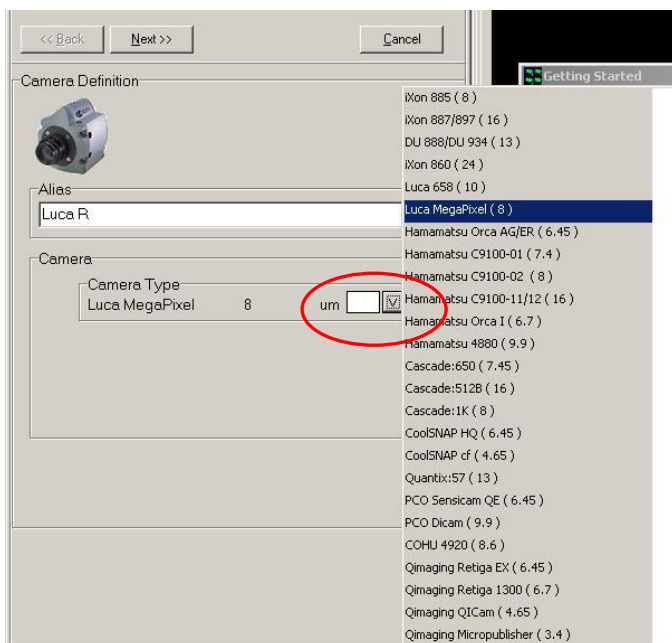 << Back
Next >>
Cancel
Getting Started
Camera Definition
Alias
Luca R
Camera
Camera Type
Luca MegaPixel 8 um
iXon 885 ( 8 )
iXon 887/897 ( 16 )
DU 888/DU 934 ( 13 )
iXon 860 ( 24 )
Luca 658 ( 10 )
Luca MegaPixel ( 8 )
Hamamatsu Orca AG/ER ( 6.45 )
Hamamatsu C9100-01 ( 7.4 )
Hamamatsu C9100-02 ( 8 )
Hamamatsu C9100-11/12 ( 16 )
Hamamatsu Orca I ( 6.7 )
Hamamatsu 4880 ( 9.9 )
Cascade:650 ( 7.45 )
Cascade:512B ( 16 )
Cascade:1K ( 8 )
CoolSNAP HQ ( 6.45 )
CoolSNAP cf ( 4.65 )
Quantix:57 ( 13 )
PCO Sensicam QE ( 6.45 )
PCO Dicam ( 9.9 )
COHU 4920 ( 8.6 )
Qimaging Retiga EX ( 6.45 )
Qimaging Retiga 1300 ( 6.7 )
Qimaging QICam ( 4.65 )
Qimaging Micropublisher ( 3.4 )